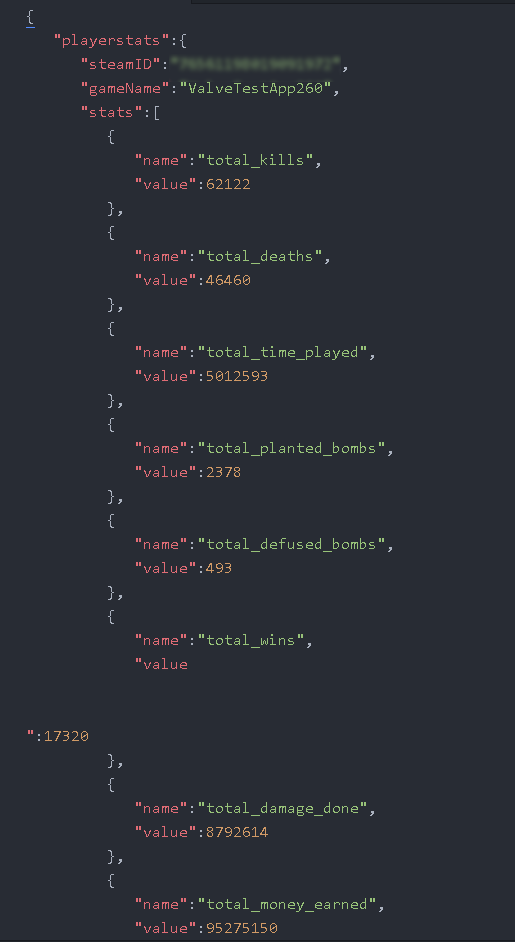 {
"playerstats":{
"steamID":"",
"gameName":"ValveTestApp260",
"stats":[
{
"name":"total_kills",
"value":62122
},
{
"name":"total_deaths",
"value":46460
},
{
"name":"total_time_played",
"value":5012593
},
{
"name":"total_planted_bombs",
"value":2378
},
{
"name":"total_defused_bombs",
"value":493
},
{
"name":"total_wins",
"value
":17320
},
{
"name":"total_damage_done",
"value":8792614
},
{
"name":"total_money_earned",
"value":95275150